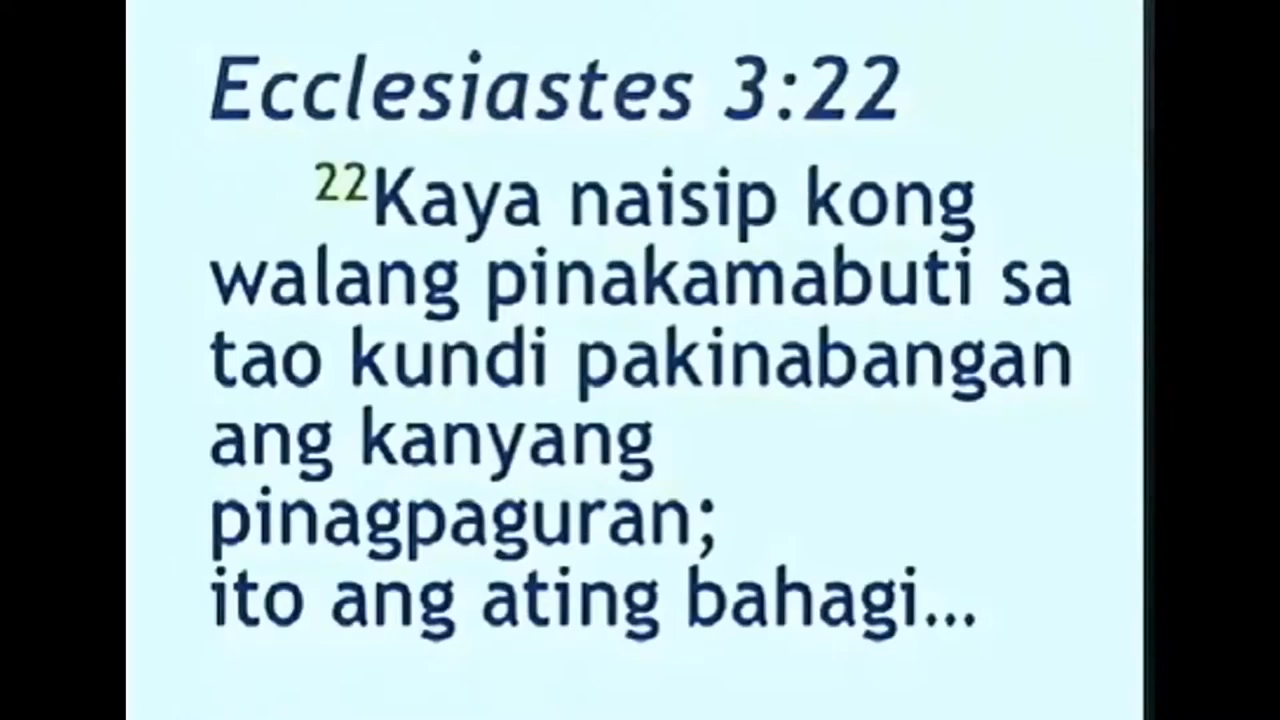 Ecclesiastes 3:22
22Kaya naisip kong
walang pinakamabuti sa
tao kundi pakinabangan
ang kanyang
pinagpaguran;
ito ang ating bahagi...